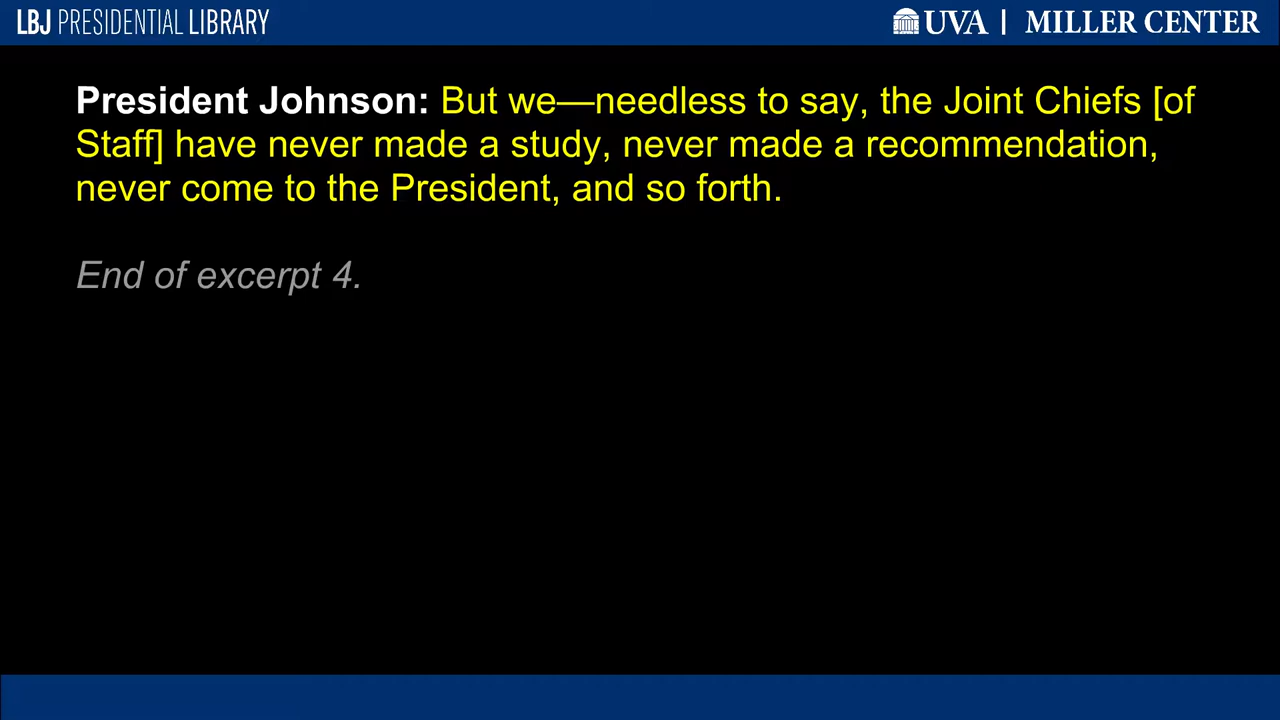 LBJ PRESIDENTIAL LIBRARY
UVA | MILLER CENTER
President Johnson: But we—needless to say, the Joint Chiefs [of
Staff] have never made a study, never made a recommendation,
never come to the President, and so forth.
End of excerpt 4.